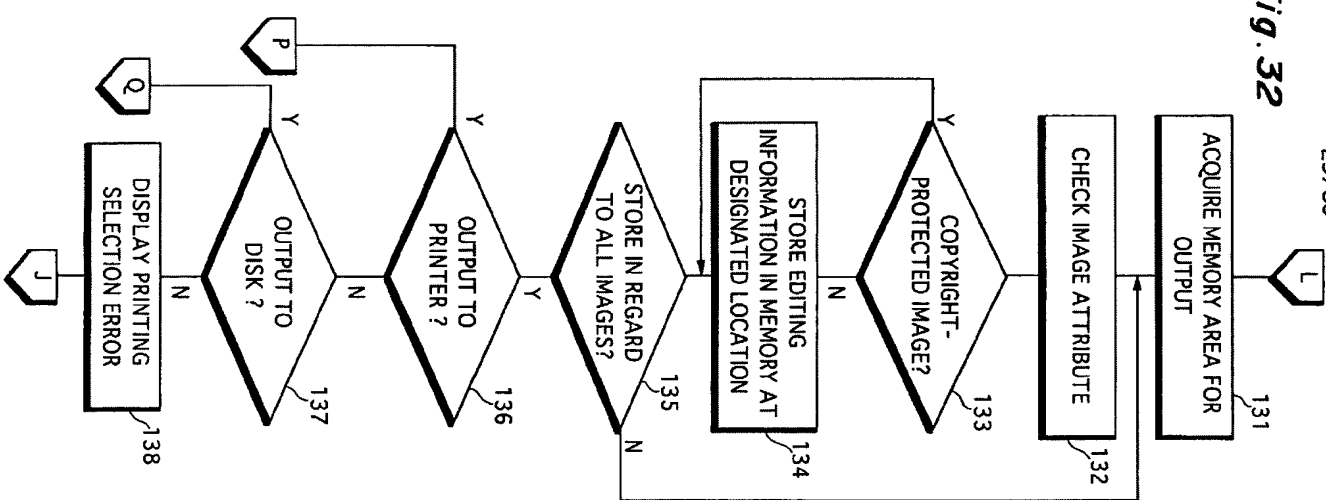 Fig. 32
L
ACQUIRE MEMORY AREA FOR
OUTPUT
131
CHECK IMAGE ATTRIBUTE
132
COPYRIGHT-
PROTECTED IMAGE?
133
Y
N
STORE EDITING
INFORMATION IN MEMORY AT
DESIGNATED LOCATION
134
STORE IN REGARD
TO ALL IMAGES?
135
N
Y
OUTPUT TO
PRINTER ?
136
Y
P
N
OUTPUT TO
DISK ?
137
Y
Q
N
DISPLAY PRINTING
SELECTION ERROR
138
J